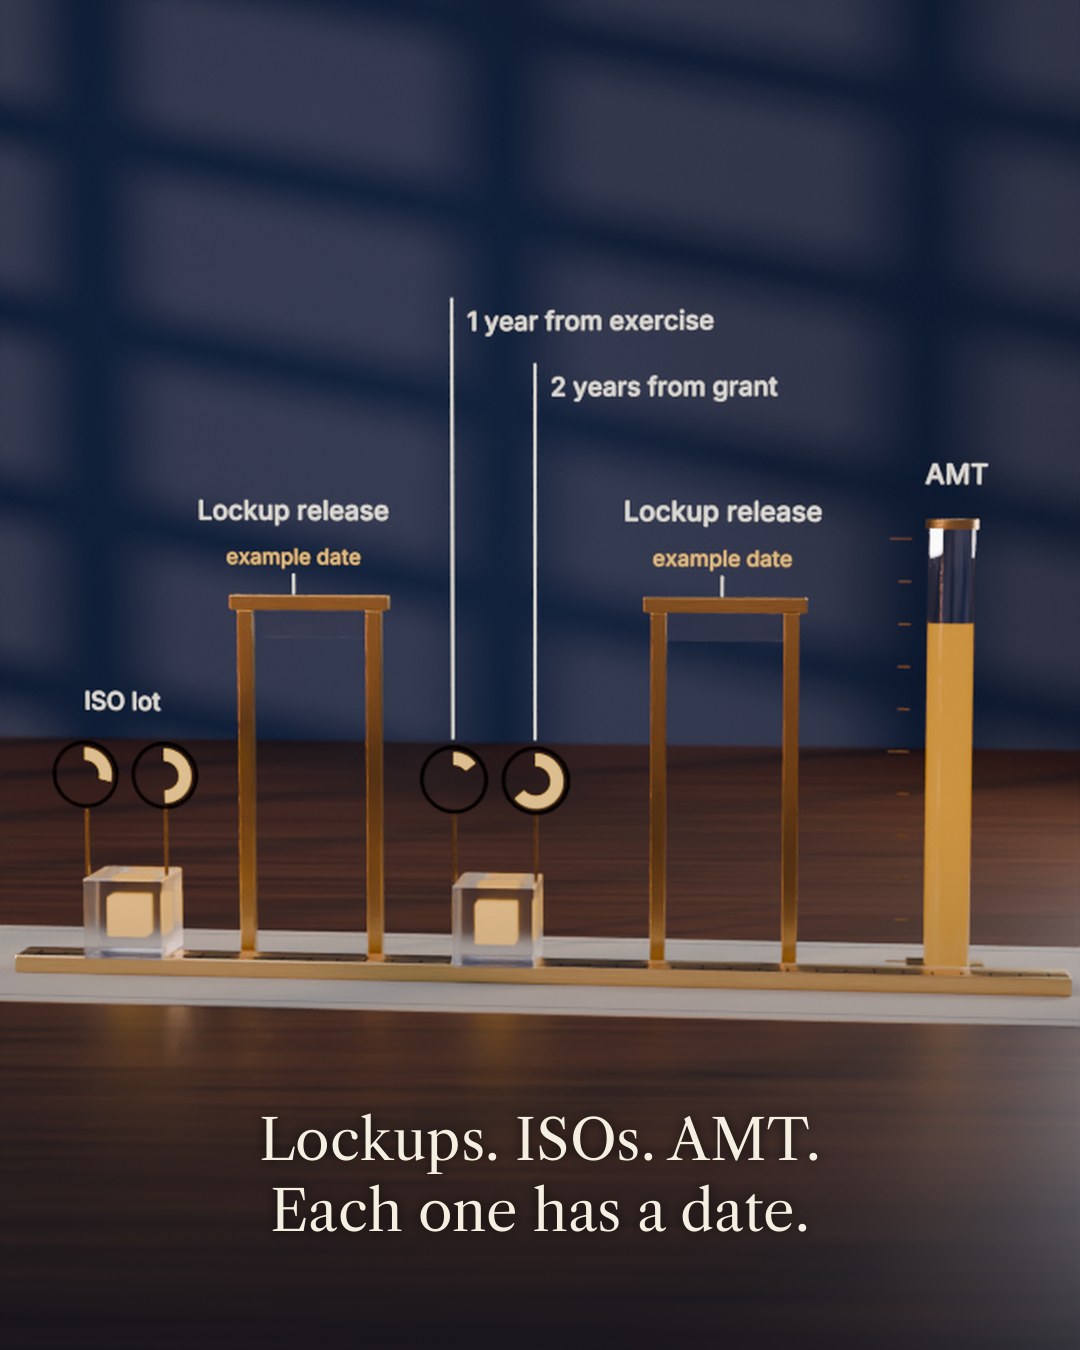 1 year from exercise
2 years from grant
AMT
Lockup release
example date
Lockup release
example date
ISO lot
Lockups. ISOs. AMT.
Each one has a date.